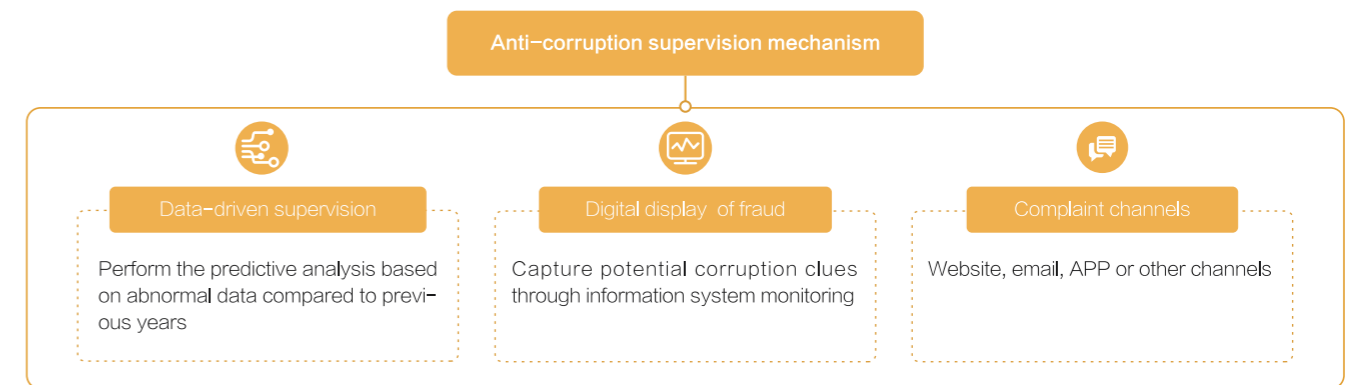 Anti-corruption supervision mechanism
Data-driven supervision
Perform the predictive analysis based
on abnormal data compared to previ-
ous years
Digital display of fraud
Capture potential corruption clues
through information system monitoring
Complaint channels
Website, email, APP or other channels